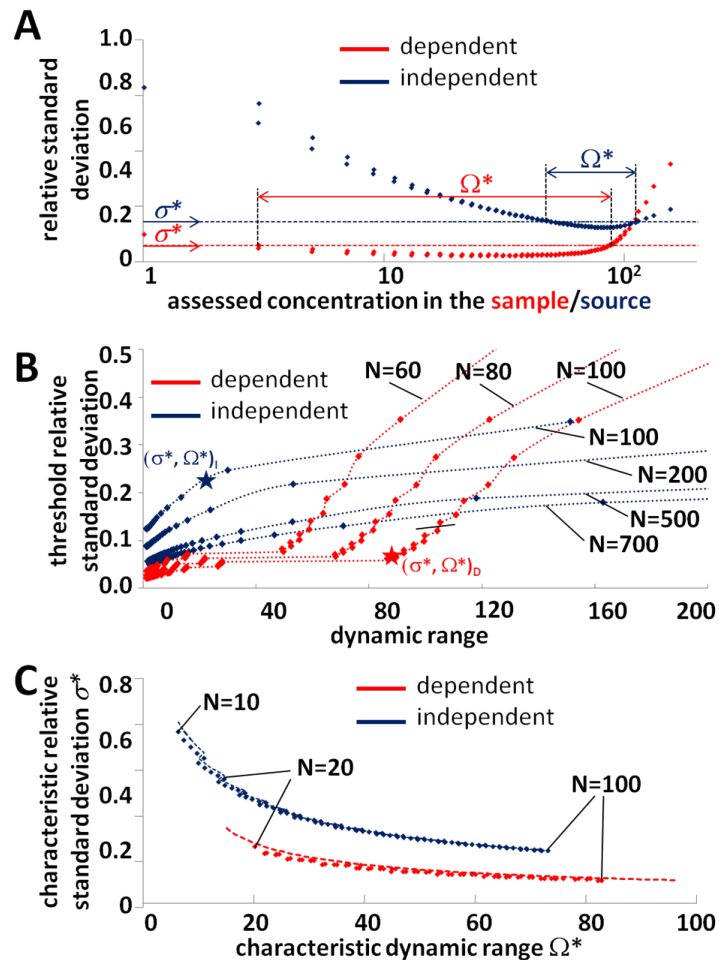 A
1.0
0.8
0.6
0.4
0.2
0
relative standard
deviation
dependent
independent
Ω*
Ω*
σ*
σ*
1
10
10²
assessed concentration in the sample/source
B
0.5
0.4
0.3
0.2
0.1
0.0
threshold relative
standard deviation
dependent
independent
N=60
N=80
N=100
(σ*, Ω*)I
N=100
N=200
N=500
N=700
(σ*, Ω*)D
0
40
80
120
160
200
dynamic range
C
0.8
0.6
0.4
0.2
0
characteristic relative
standard deviation σ*
dependent
independent
N=10
N=20
N=100
0
20
40
60
80
100
characteristic dynamic range Ω*